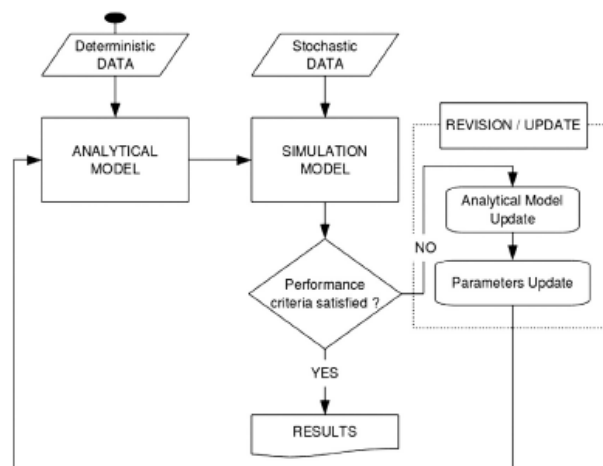 Deterministic
DATA
Stochastic
DATA
ANALYTICAL
MODEL
SIMULATION
MODEL
REVISION / UPDATE
Analytical Model
Update
NO
Parameters Update
Performance
criteria satisfied ?
YES
RESULTS